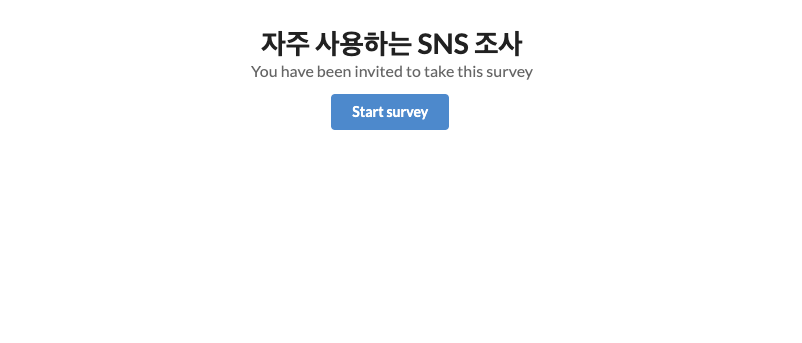 자주 사용하는 SNS 조사
You have been invited to take this survey
Start survey